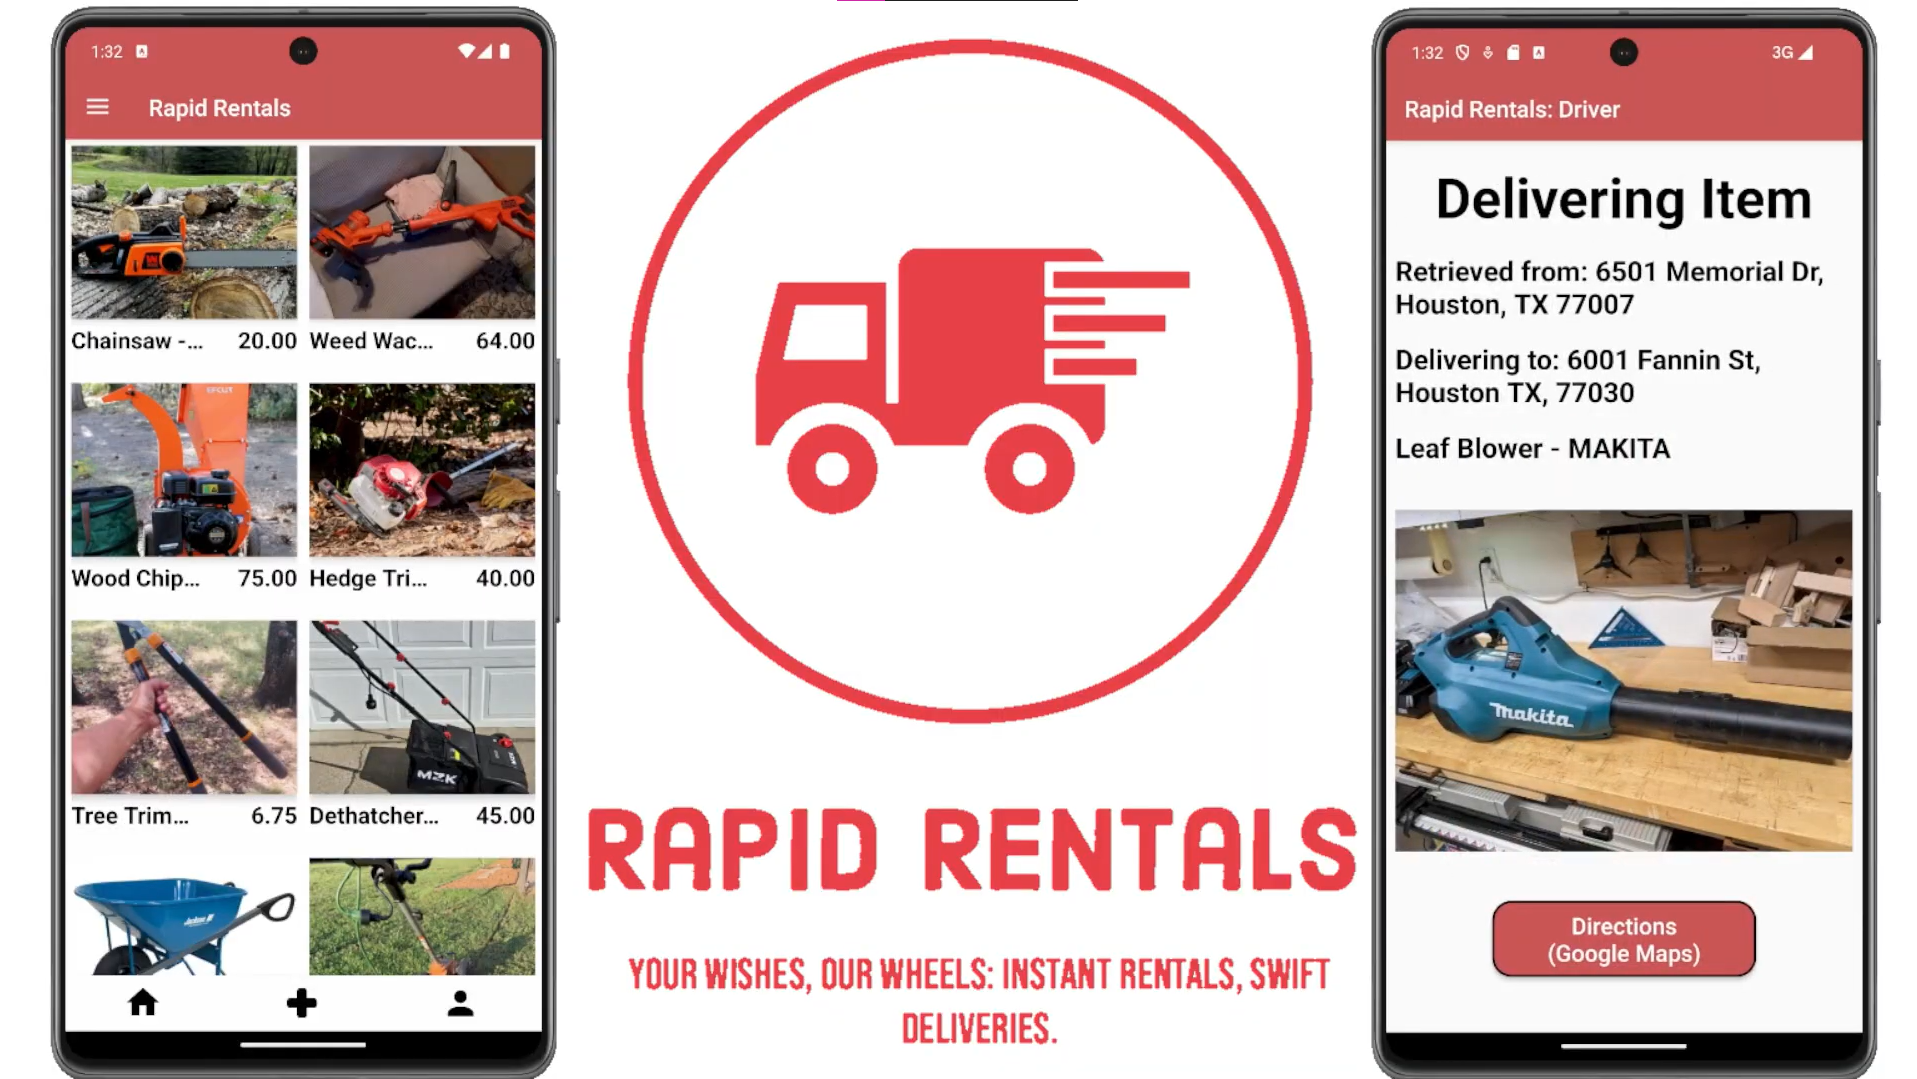 1:32
Rapid Rentals
Chainsaw -... 20.00
Weed Wac... 64.00
Wood Chip... 75.00
Hedge Tri... 40.00
MZK
Tree Trim... 6.75
Dethatcher... 45.00
RAPID RENTALS
YOUR WISHES, OUR WHEELS: INSTANT RENTALS, SWIFT
DELIVERIES.
1:32
3G
Rapid Rentals: Driver
Delivering Item
Retrieved from: 6501 Memorial Dr,
Houston, TX 77007
Delivering to: 6001 Fannin St,
Houston TX, 77030
Leaf Blower - MAKITA
makita
Directions
(Google Maps)